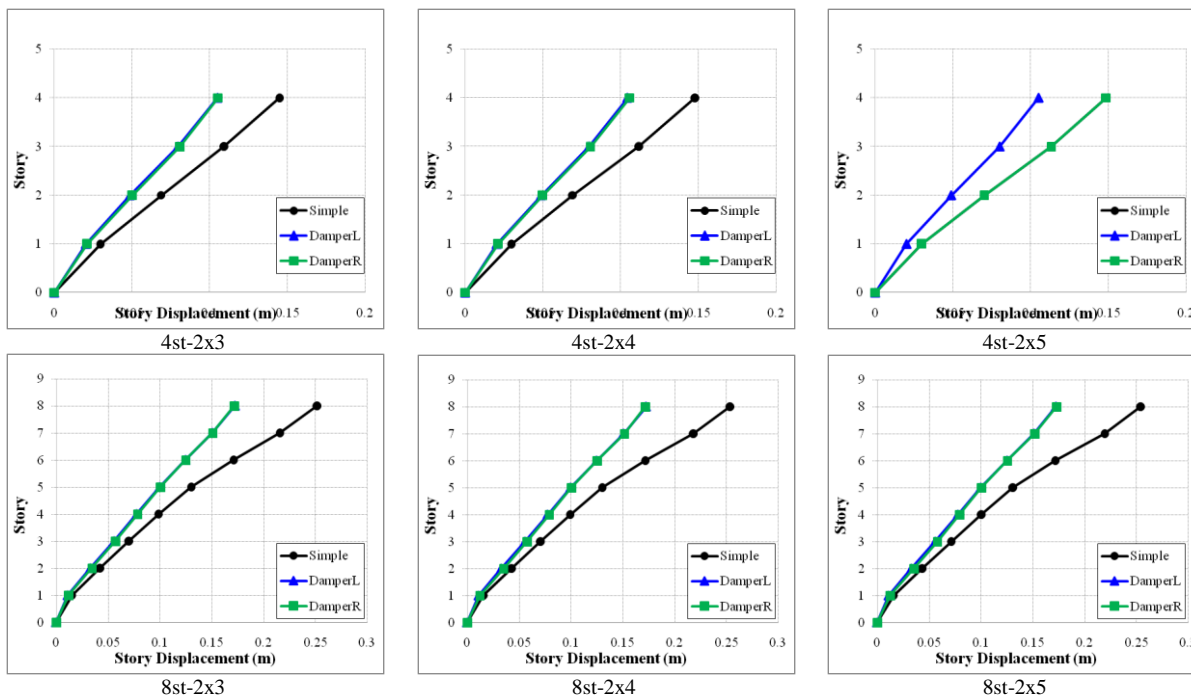 5
4
3
2
1
0
Story
Simple
DamperL
DamperR
0 0.15 0.2
Story Displacement (m)
4st-2x3
5
4
3
2
1
0
Story
Simple
DamperL
DamperR
0 0.15 0.2
Story Displacement (m)
4st-2x4
5
4
3
2
1
0
Story
Simple
DamperL
DamperR
0 0.15 0.2
Story Displacement (m)
4st-2x5
9
8
7
6
5
4
3
2
1
0
Story
Simple
DamperL
DamperR
0 0.05 0.1 0.15 0.2 0.25 0.3
Story Displacement (m)
8st-2x3
9
8
7
6
5
4
3
2
1
0
Story
Simple
DamperL
DamperR
0 0.05 0.1 0.15 0.2 0.25 0.3
Story Displacement (m)
8st-2x4
9
8
7
6
5
4
3
2
1
0
Story
Simple
DamperL
DamperR
0 0.05 0.1 0.15 0.2 0.25 0.3
Story Displacement (m)
8st-2x5